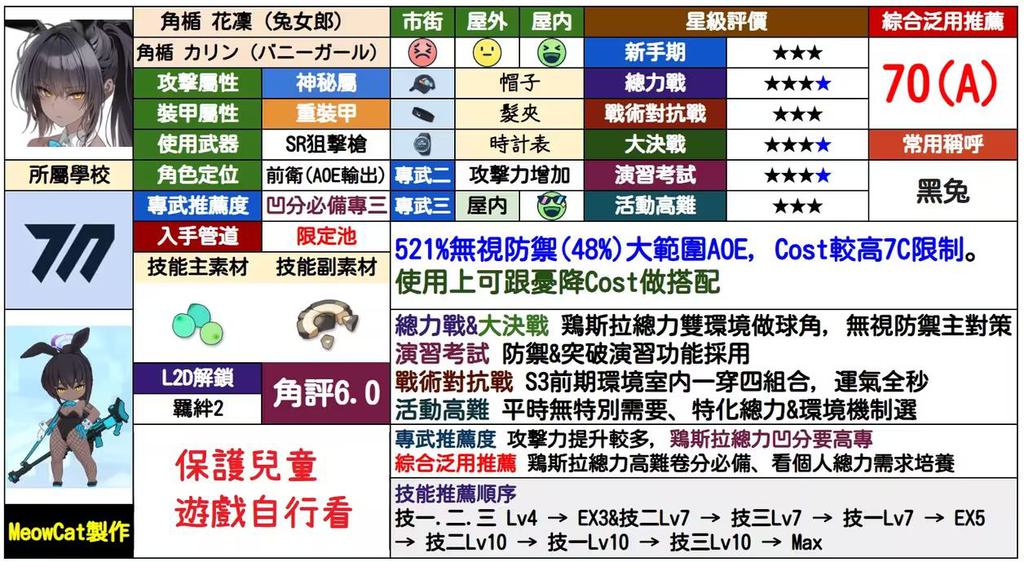 角楯 花凜 (兔女郎)
市街 屋外 屋内
星級評價
綜合泛用推薦
角楯 カリン (バニーガール)
新手期 ★★★
70(A)
攻擊屬性 神秘屬
帽子
總力戰 ★★★★
裝甲屬性 重裝甲
髮夾
戰術對抗戰 ★★★
使用武器 SR狙擊槍
時計表
大決戰 ★★★★
常用稱呼
所屬學校
角色定位 前衛(AOE輸出)
專武二 攻擊力增加
演習考試 ★★★★
黑兔
專武推薦度 凹分必備專三
專武三 屋内
活動高難 ★★★
入手管道 限定池
521%無視防禦(48%)大範圍AOE, Cost較高7C限制。
使用上可跟憂降Cost做搭配
技能主素材 技能副素材
總力戰&大決戰 鶏斯拉總力雙環境做球角, 無視防禦主對策
演習考試 防禦&突破演習功能採用
戰術對抗戰 S3前期環境室内一穿四組合, 運氣全秒
活動高難 平時無特別需要、特化總力&環境機制選
L2D解鎖
羈絆2
角評6.0
專武推薦度 攻擊力提升較多, 鶏斯拉總力凹分要高專
綜合泛用推薦 鶏斯拉總力高難卷分必備、看個人總力需求培養
保護兒童
遊戲自行看
技能推薦順序
技一.二.三 Lv4 → EX3&技二Lv7 → 技三Lv7 → 技一Lv7 → EX5
→ 技二Lv10 → 技一Lv10 → 技三Lv10 → Max
MeowCat製作